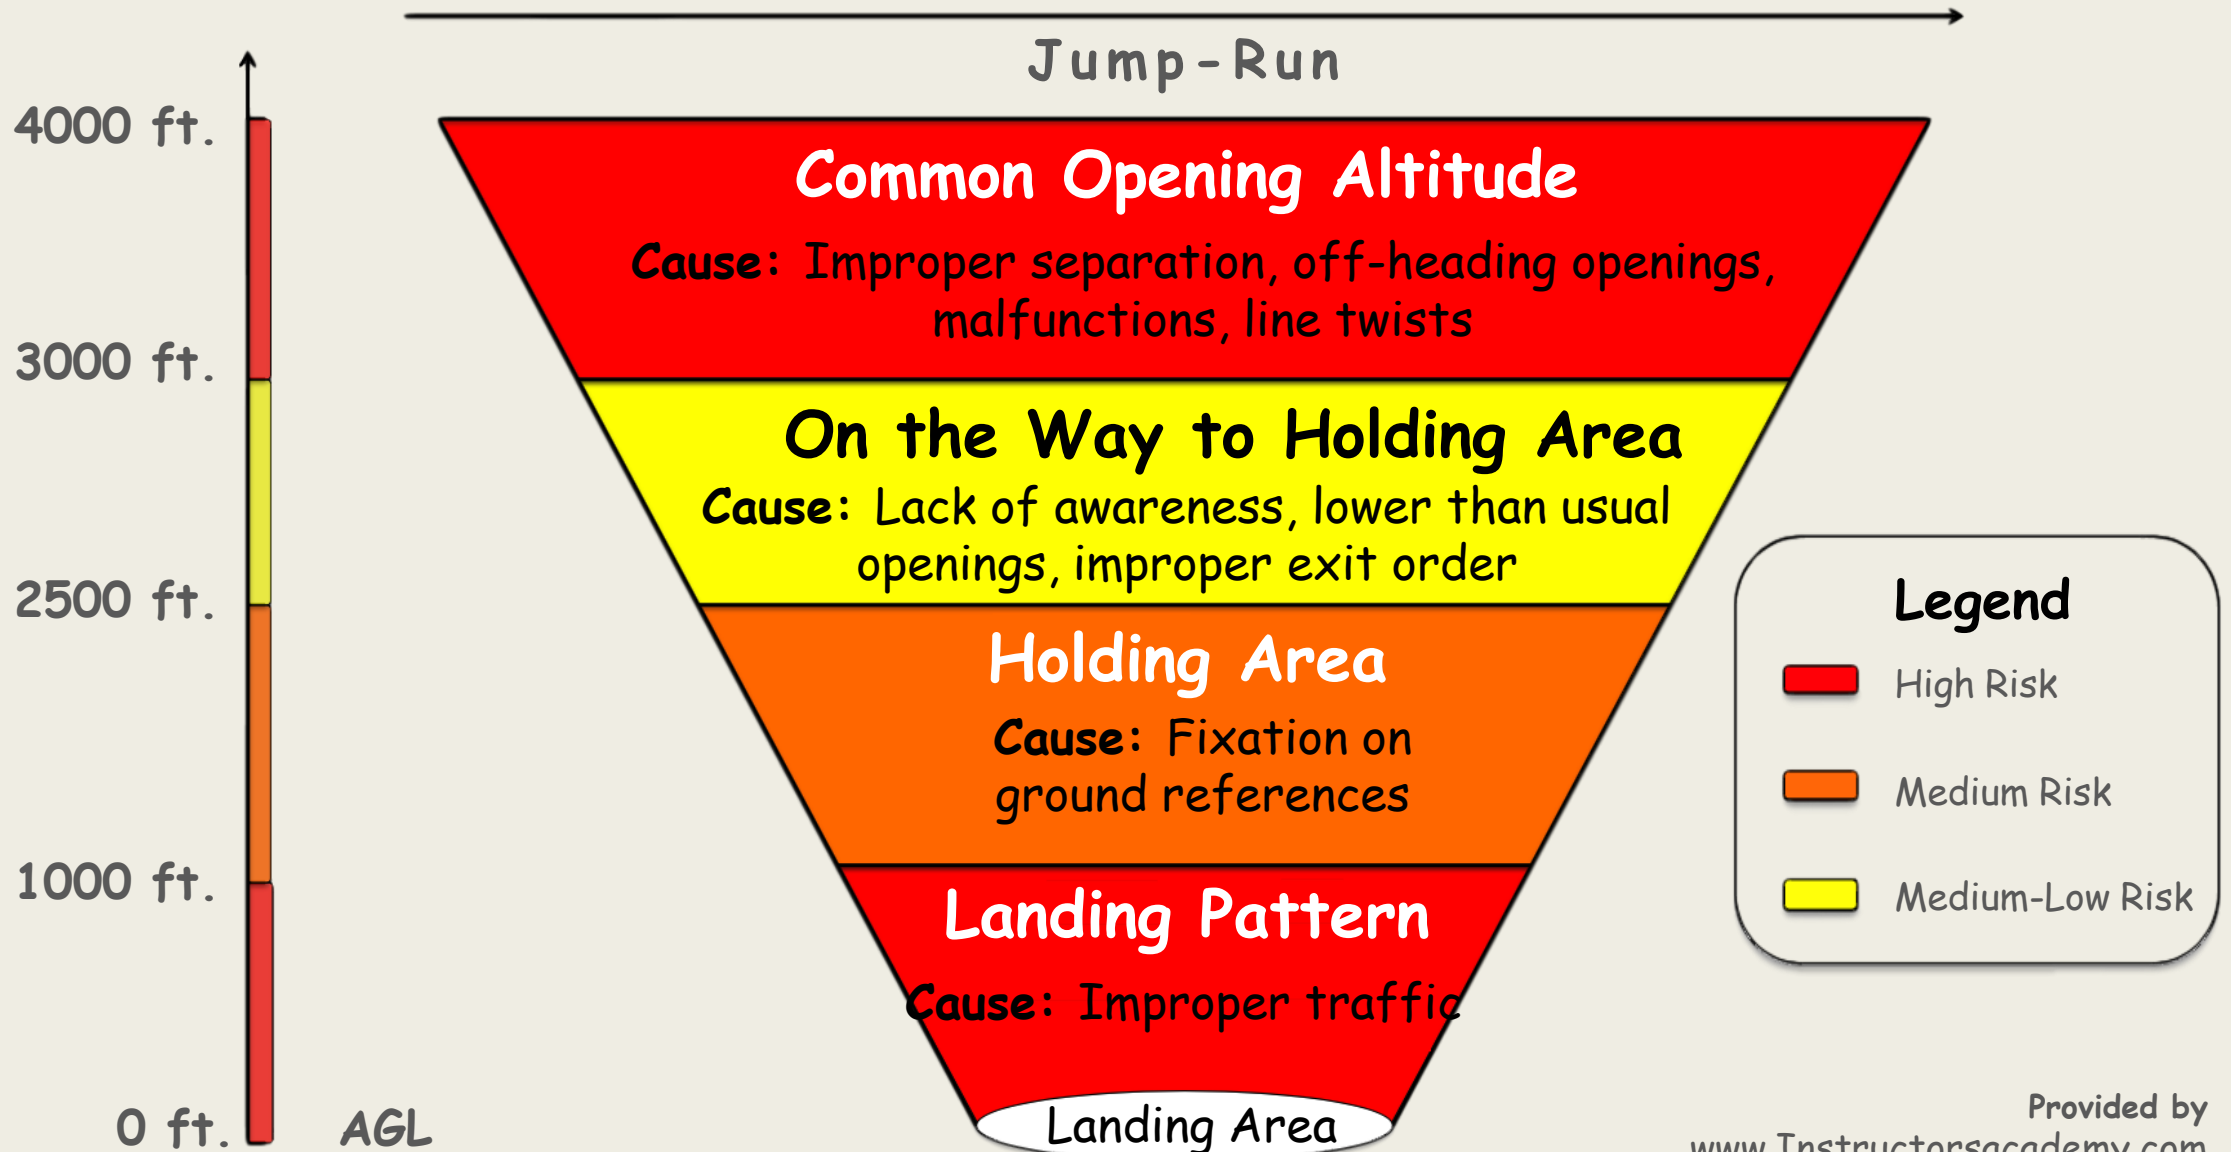 Jump-Run
4000 ft.
Common Opening Altitude
Cause: Improper separation, off-heading openings,
malfunctions, line twists
3000 ft.
On the Way to Holding Area
Cause: Lack of awareness, lower than usual
openings, improper exit order
2500 ft.
Holding Area
Cause: Fixation on
ground references
1000 ft.
Landing Pattern
Cause: Improper traffic
Landing Area
0 ft.
AGL
Legend
High Risk
Medium Risk
Medium-Low Risk
Provided by
www.Instructorsacademy.com